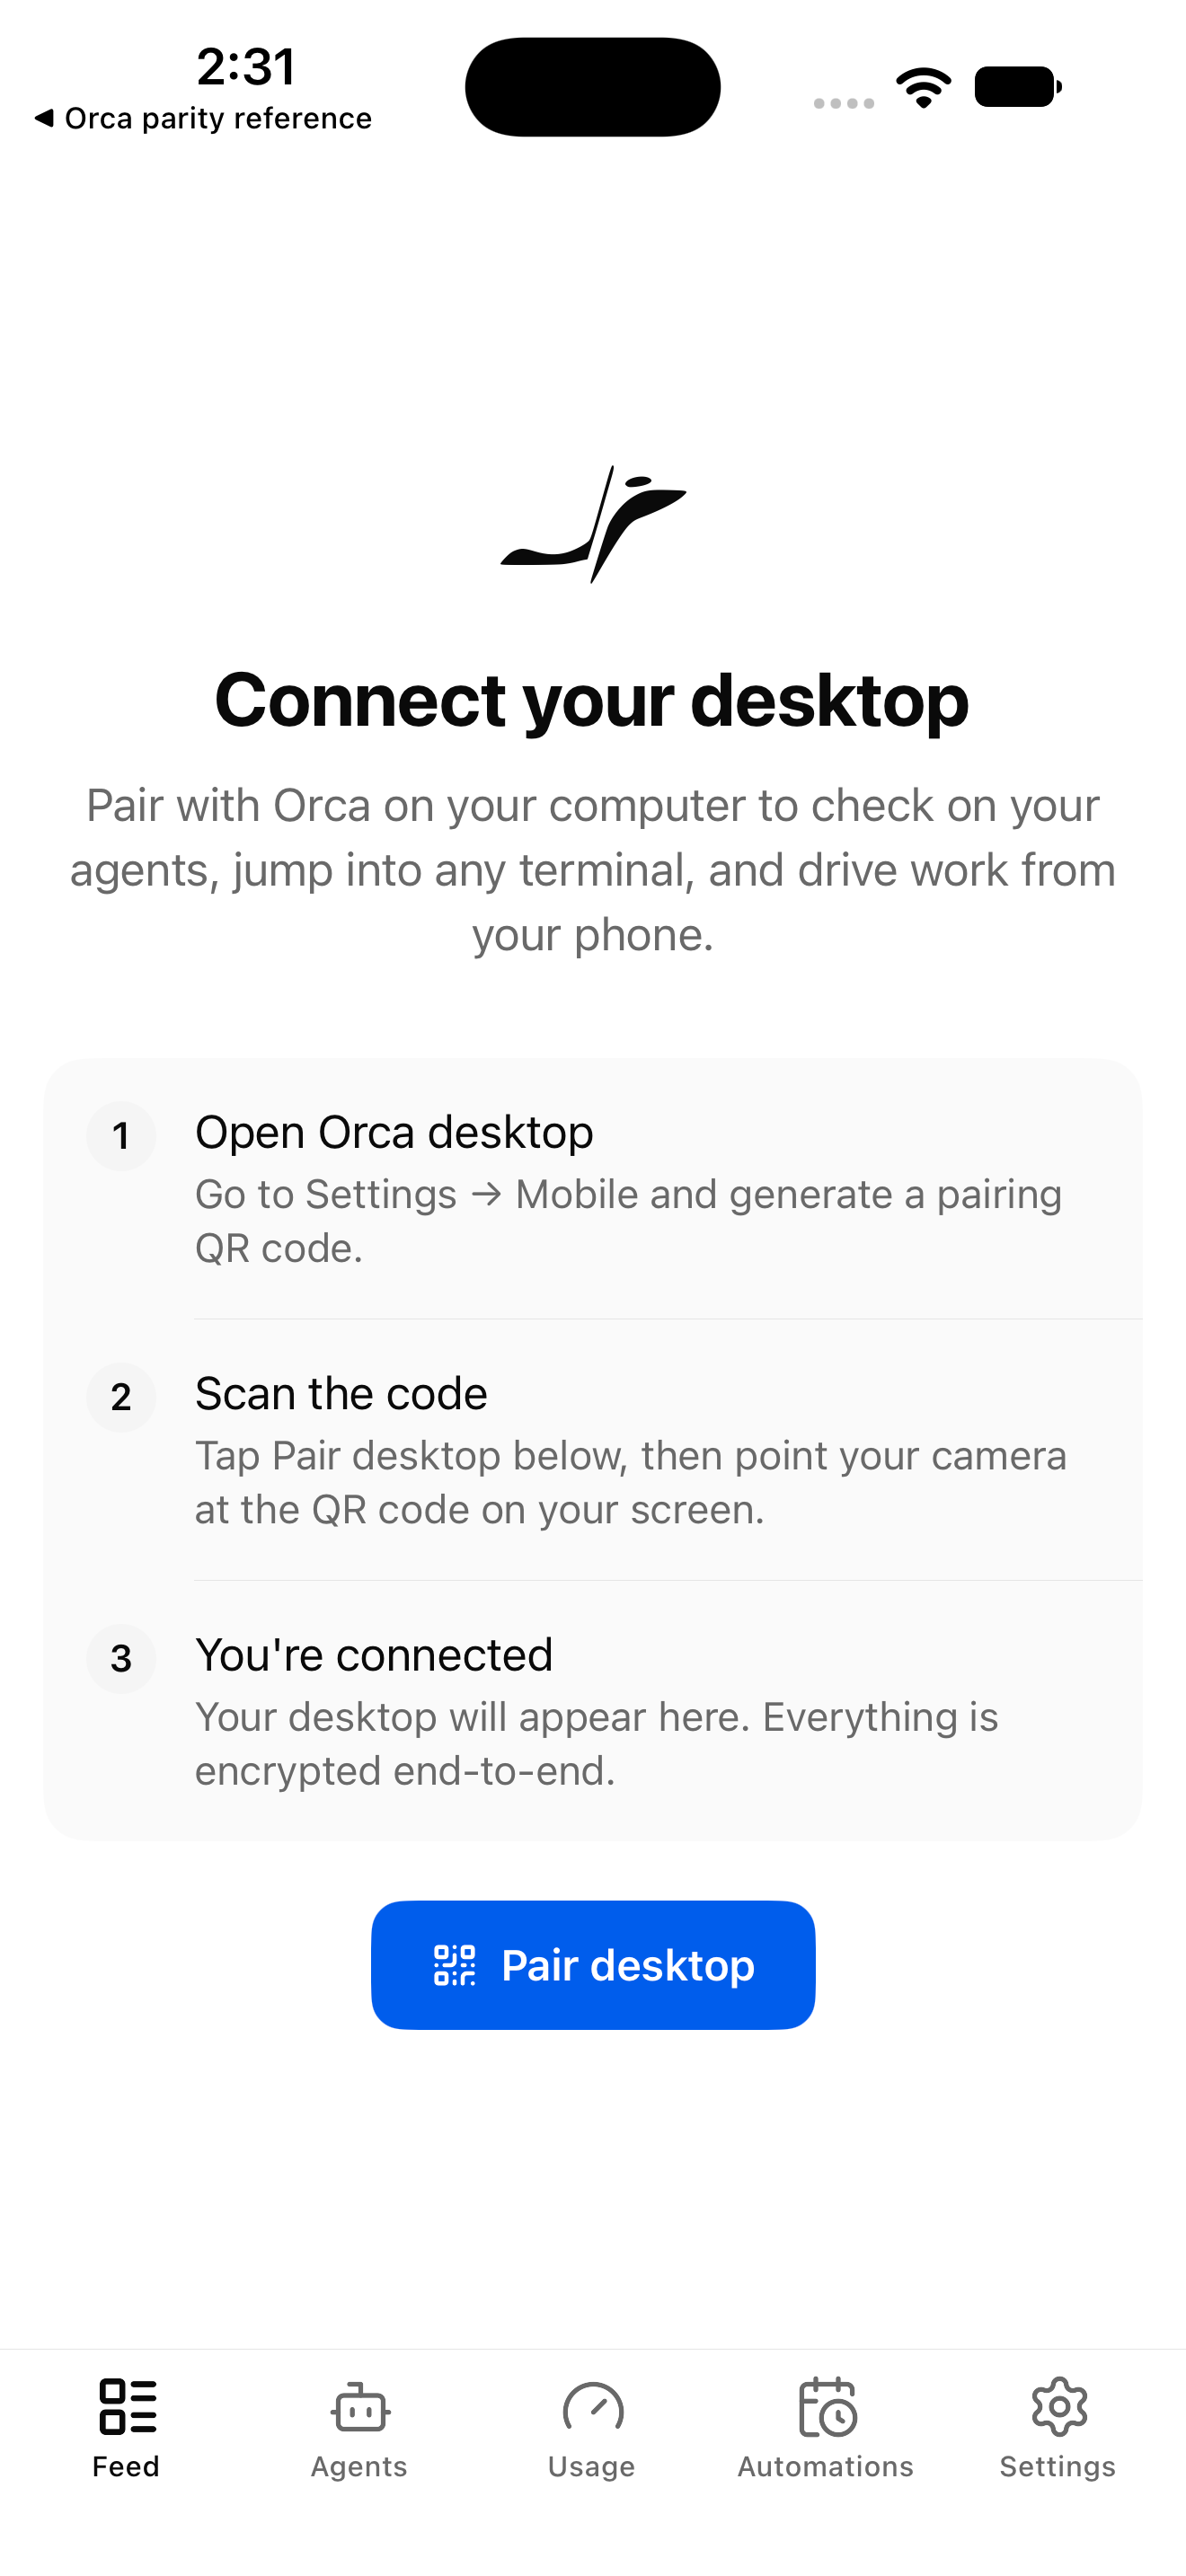 2:31
◀ Orca parity reference
Connect your desktop
Pair with Orca on your computer to check on your
agents, jump into any terminal, and drive work from
your phone.
1
Open Orca desktop
Go to Settings → Mobile and generate a pairing
QR code.
2
Scan the code
Tap Pair desktop below, then point your camera
at the QR code on your screen.
3
You're connected
Your desktop will appear here. Everything is
encrypted end-to-end.
Pair desktop
Feed
Agents
Usage
Automations
Settings